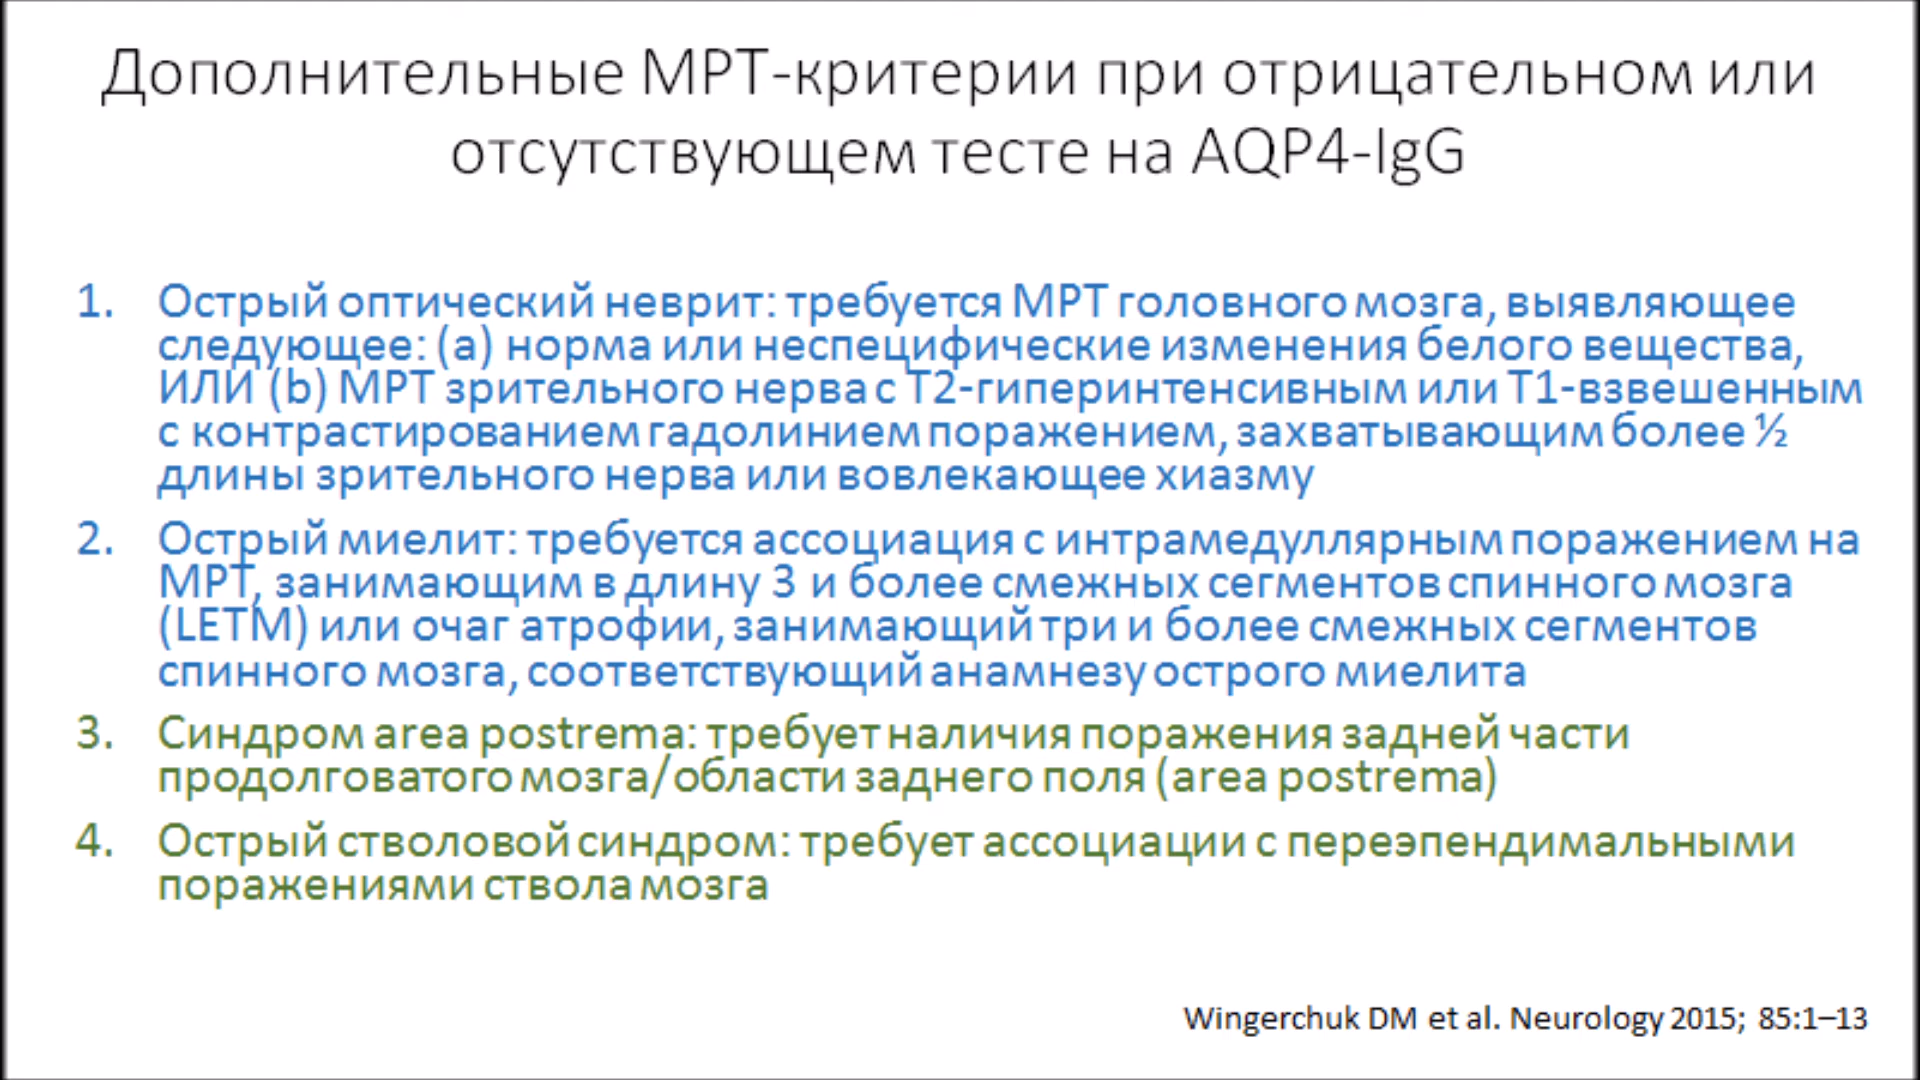 Дополнительные МРТ-критерии при отрицательном или
отсутствующем тесте на AQP4-IgG
1. Острый оптический неврит: требуется МРТ головного мозга, выявляющее
следующее: (a) норма или неспецифические изменения белого вещества,
ИЛИ (b) МРТ зрительного нерва с Т2-гиперинтенсивным или Т1-взвешенным
с контрастированием гадолинием поражением, захватывающим более ½
длины зрительного нерва или вовлекающее хиазму
2. Острый миелит: требуется ассоциация с интрамедуллярным поражением на
МРТ, занимающим в длину 3 и более смежных сегментов спинного мозга
(LETM) или очаг атрофии, занимающий три и более смежных сегментов
спинного мозга, соответствующий анамнезу острого миелита
3. Синдром area postrema: требует наличия поражения задней части
продолговатого мозга/области заднего поля (area postrema)
4. Острый стволовой синдром: требует ассоциации с переэпендимальными
поражениями ствола мозга
Wingerchuk DM et al. Neurology 2015; 85:1–13